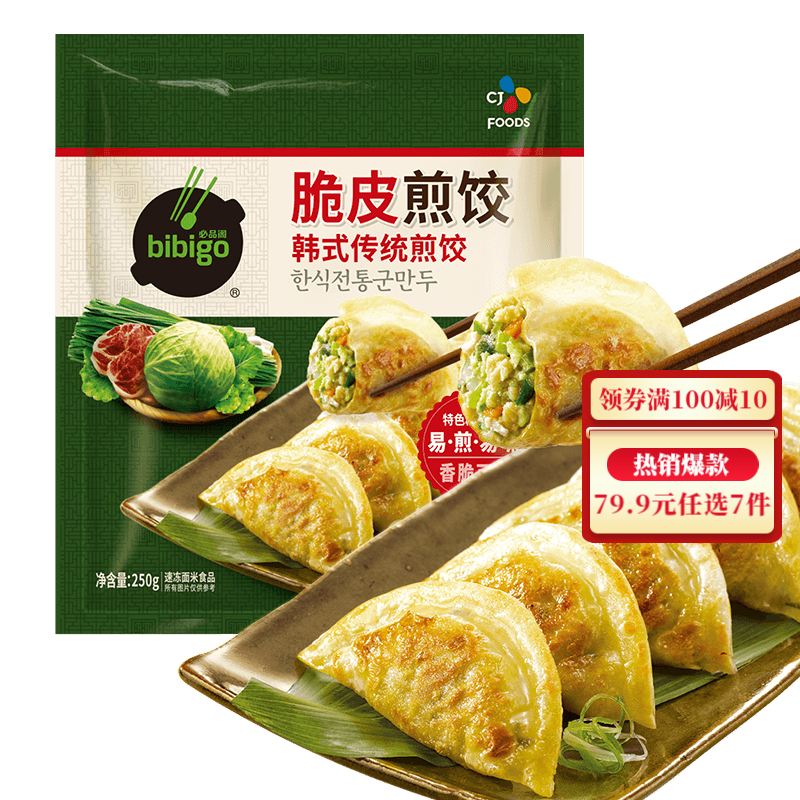 CJ
FOODS
必品阁
bibigo
®
脆皮煎饺
韩式传统煎饺
한식전통군만두
特色
易·煎·易
香脆
净含量:250g
速冻面米食品
所有图片仅供参考
领券满100减10
热销爆款
79.9元任选7件